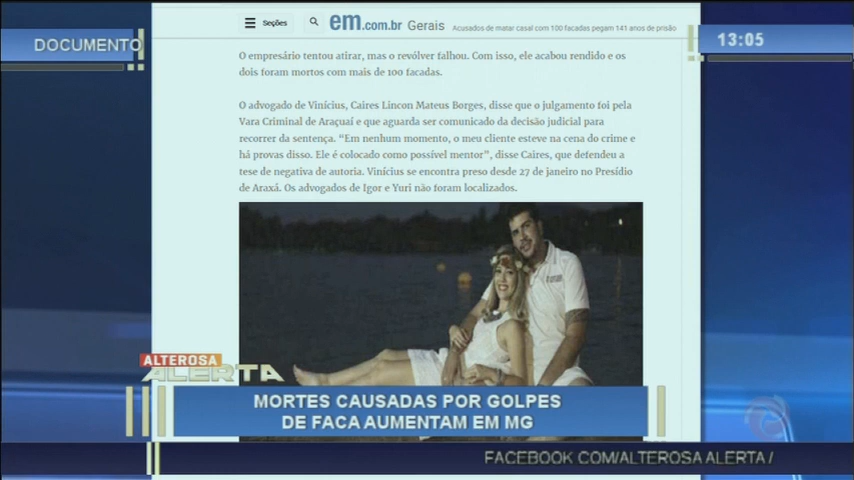 DOCUMENTO
Seções
em.com.br Gerais
Acusados de matar casal com 100 facadas pegam 141 anos de prisão
13:05
O empresário tentou atirar, mas o revólver falhou. Com isso, ele acabou rendido e os
dois foram mortos com mais de 100 facadas.
O advogado de Vinícius, Caires Lincon Mateus Borges, disse que o julgamento foi pela
Vara Criminal de Araçuaí e que aguarda ser comunicado da decisão judicial para
recorrer da sentença. “Em nenhum momento, o meu cliente esteve na cena do crime e
há provas disso. Ele é colocado como possível mentor”, disse Caires, que defendeu a
tese de negativa de autoria. Vinícius se encontra preso desde 27 de janeiro no Presídio
de Araxá. Os advogados de Igor e Yuri não foram localizados.
ALTEROSA
ALERTA
MORTES CAUSADAS POR GOLPES
DE FACA AUMENTAM EM MG
FACEBOOK COM/ALTEROSA ALERTA /